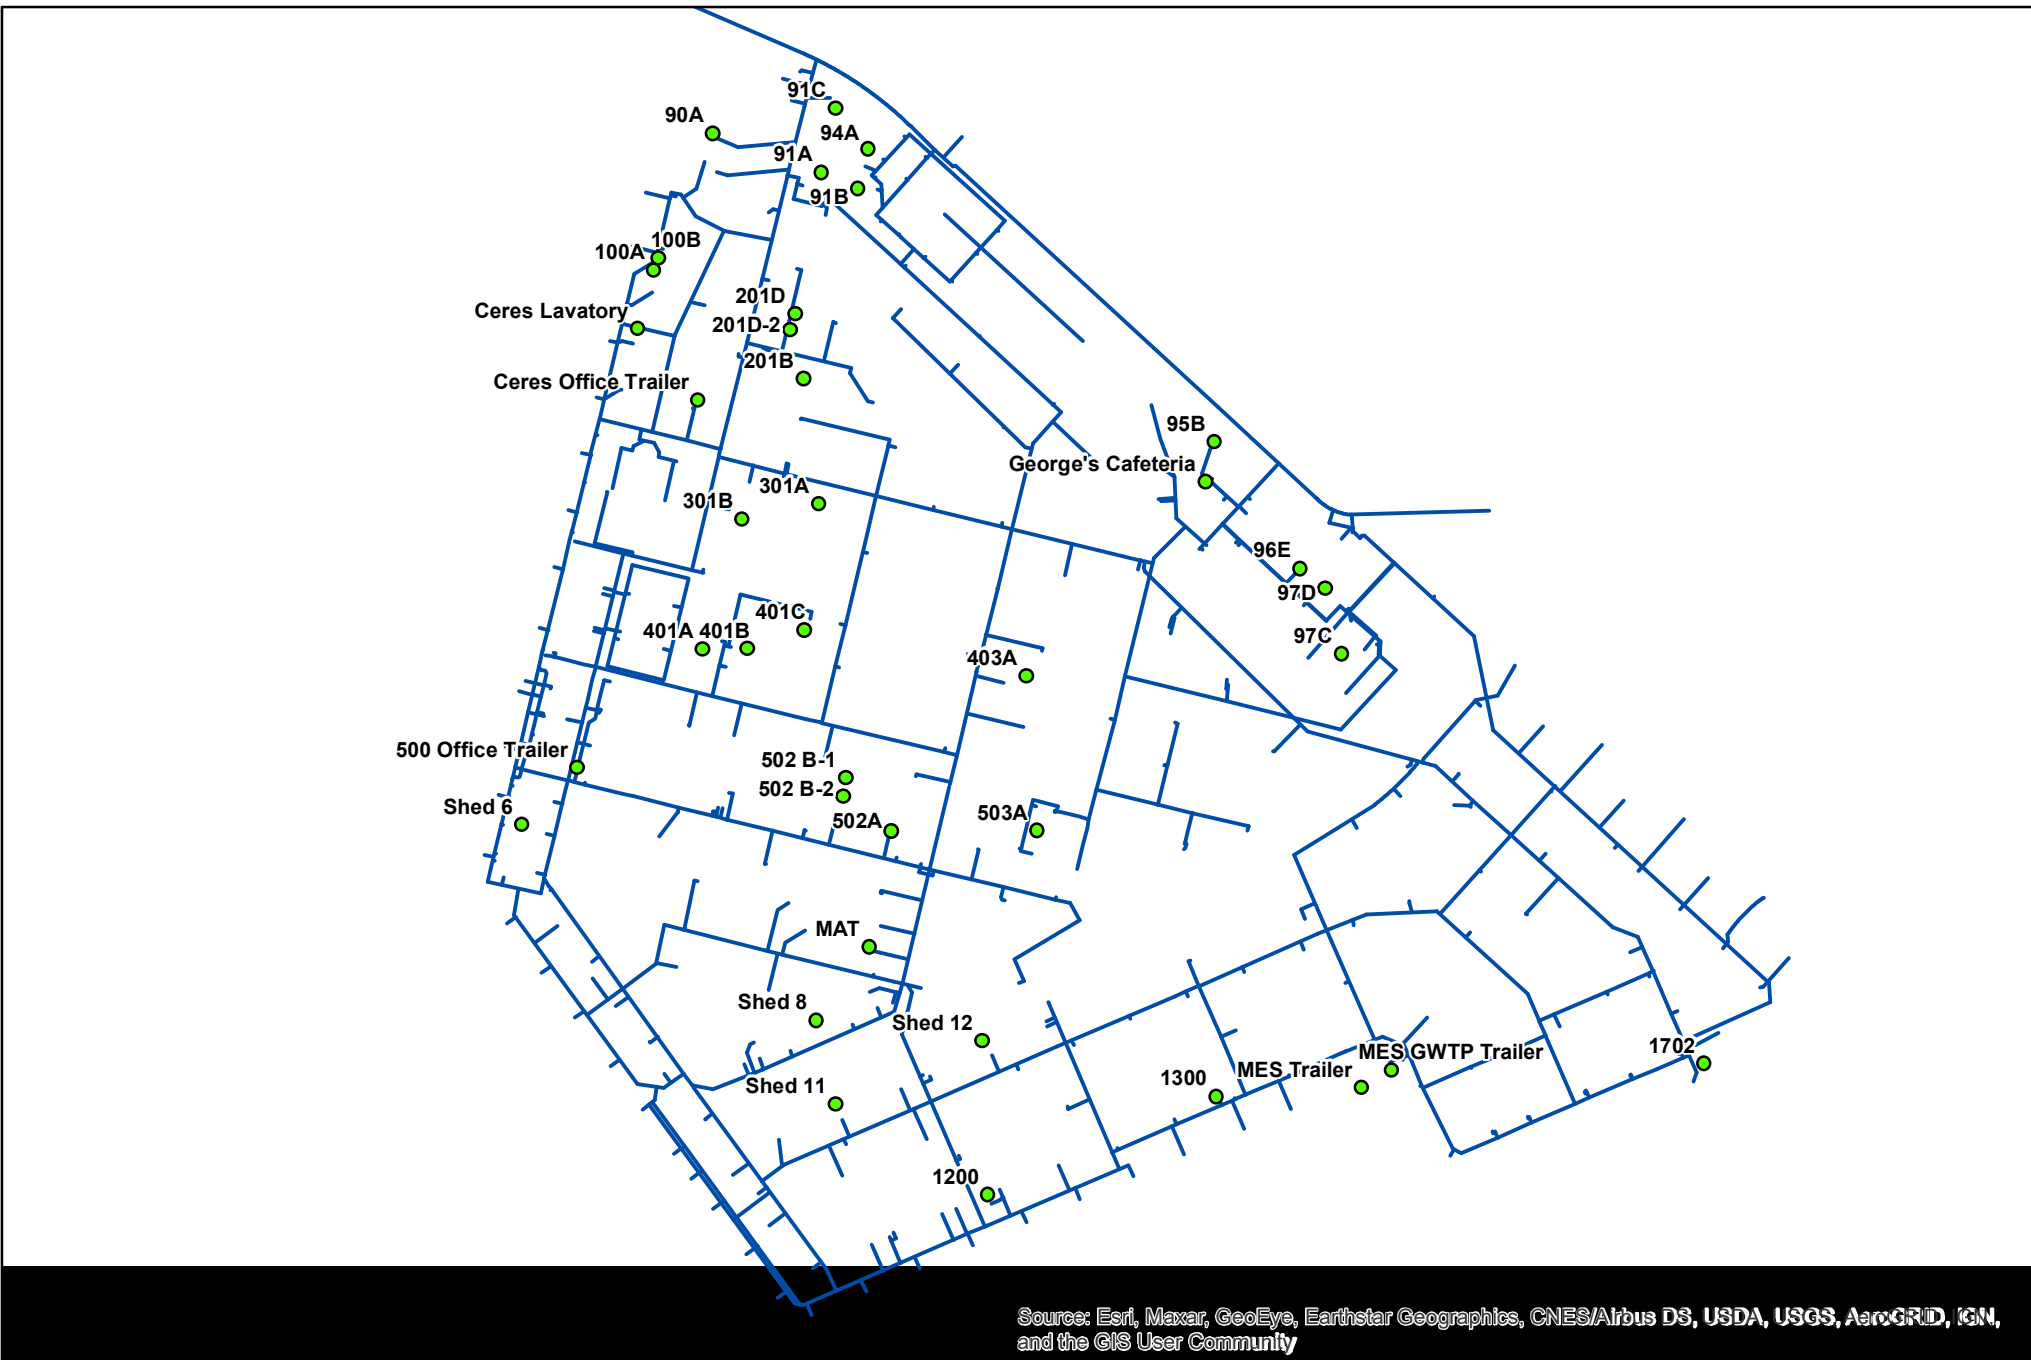 91C
90A
94A
91A
91B
100B
100A
201D
Ceres Lavatory
201D-2
201B
Ceres Office Trailer
95B
George's Cafeteria
301A
301B
96E
97D
401C
401A
401B
97C
403A
500 Office Trailer
502 B-1
502 B-2
Shed 6
503A
502A
MAT
Shed 8
Shed 12
1702
MES GWTP Trailer
MES Trailer
1300
Shed 11
1200
Source: Esri, Maxar, GeoEye, Earthstar Geographics, CNES/Airbus DS, USDA, USGS, AeroGRID, IGN,
and the GIS User Community